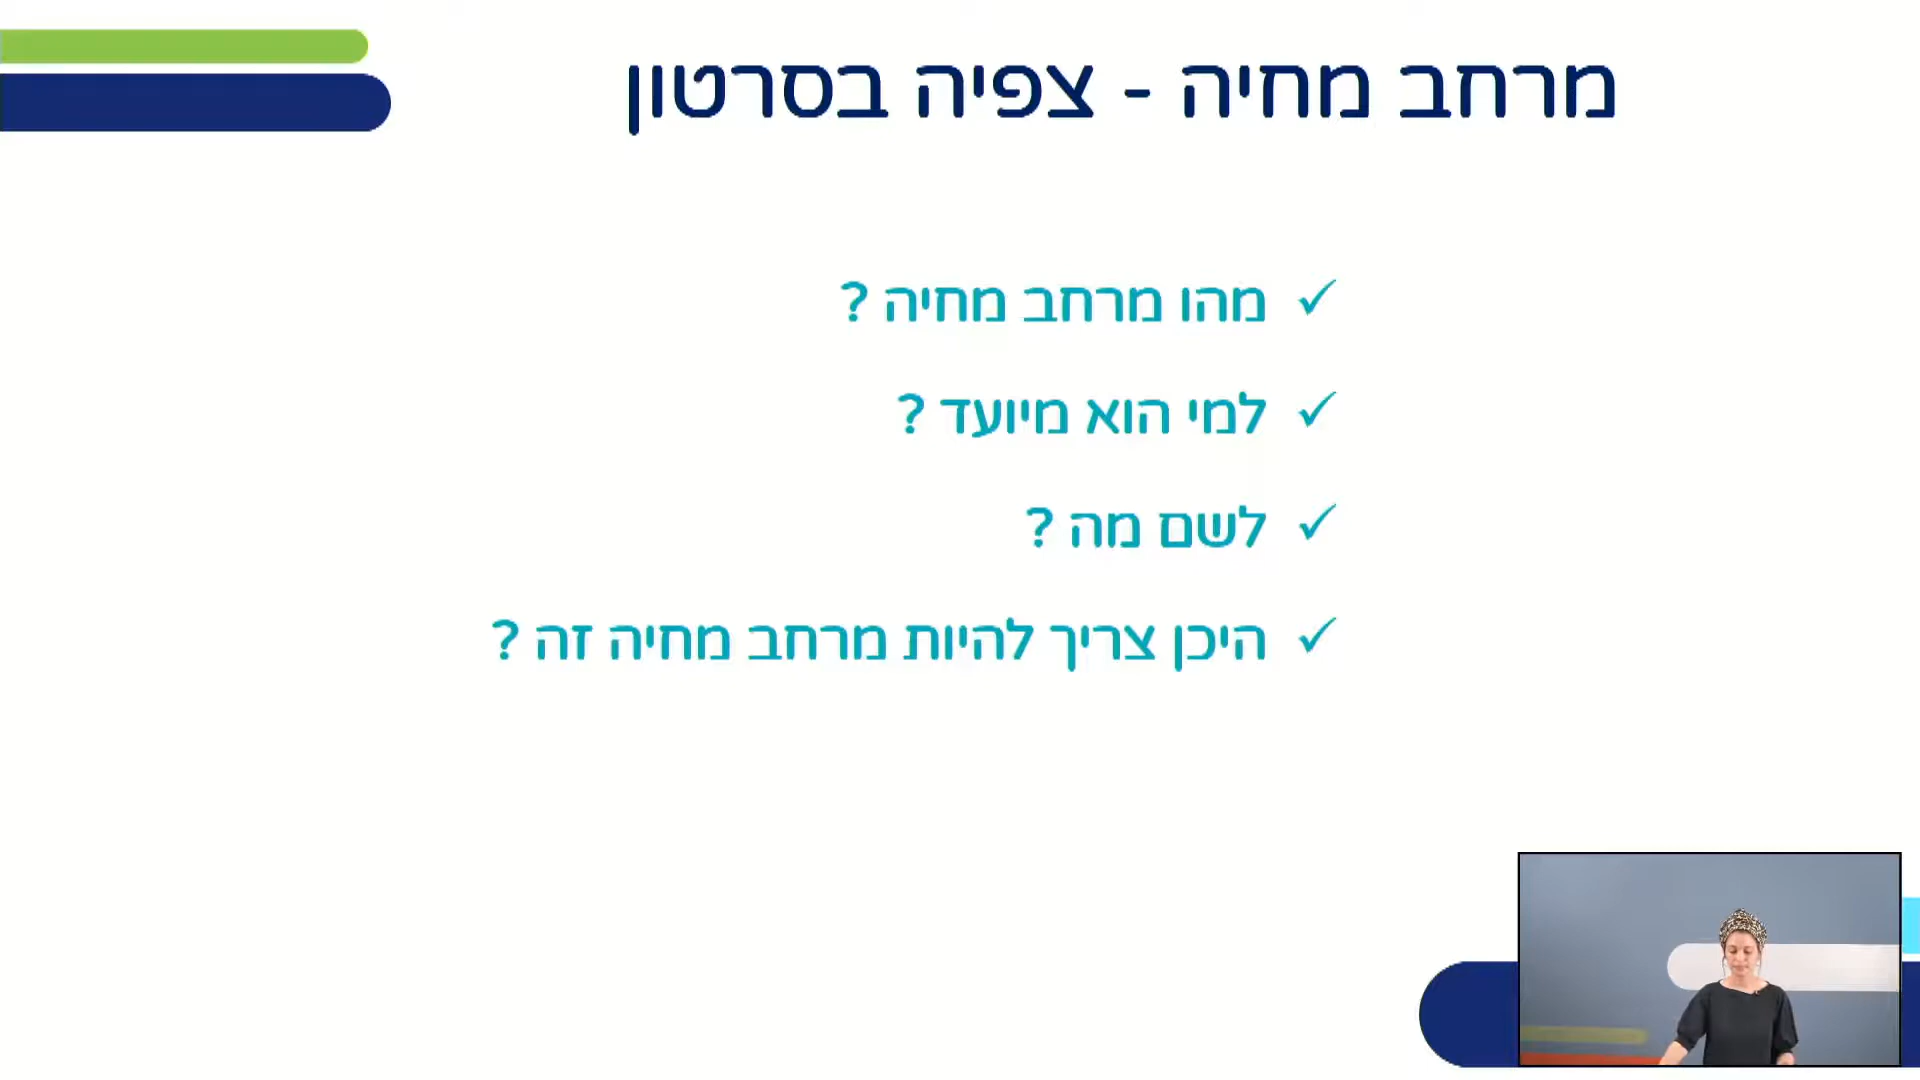 מרחב מחיה - צפיה בסרטון
✓ מהו מרחב מחיה ?
✓ למי הוא מיועד ?
✓ לשם מה ?
✓ היכן צריך להיות מרחב מחיה זה ?